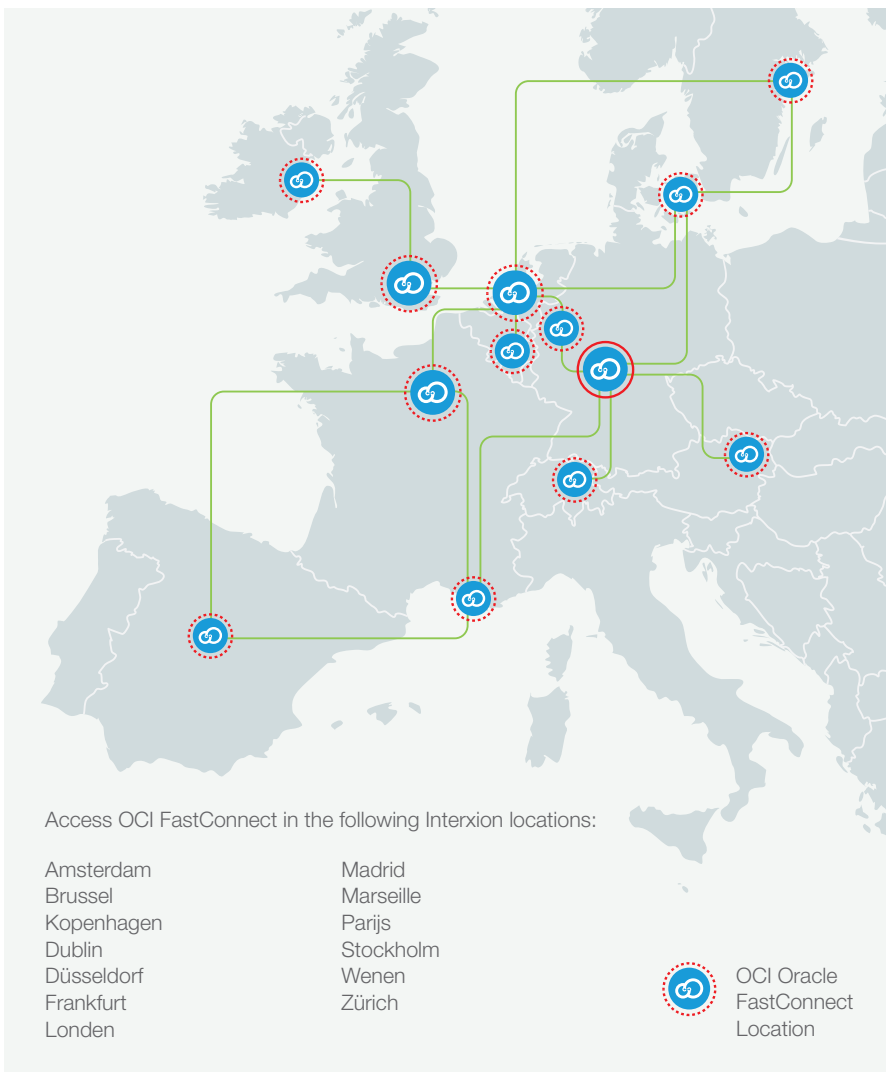 Access OCI FastConnect in the following Interxion locations:
Amsterdam
Brussel
Kopenhagen
Dublin
Düsseldorf
Frankfurt
Londen
Madrid
Marseille
Parijs
Stockholm
Wenen
Zürich
OCI Oracle
FastConnect
Location